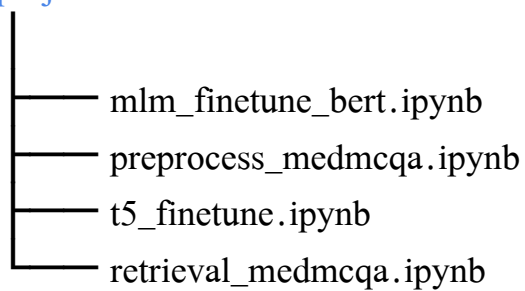 mlm_finetune_bert.ipynb
preprocess_medmcqa.ipynb
t5_finetune.ipynb
retrieval_medmcqa.ipynb